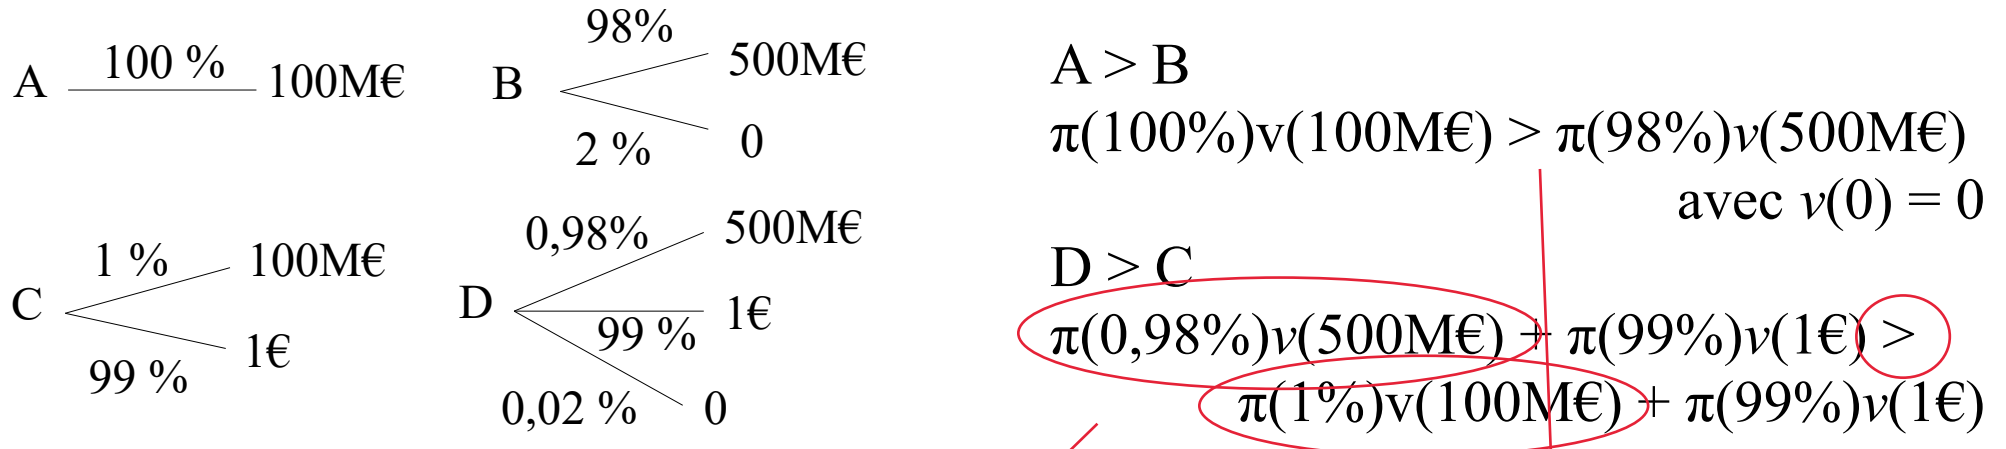 A 100 % 100M€
B 98% 500M€
2 % 0
C 1 % 100M€
99 % 1€
D 0,98% 500M€
99 % 1€
0,02 % 0
A > B
π(100%)v(100M€) > π(98%)v(500M€)
avec v(0) = 0
D > C
π(0,98%)v(500M€) + π(99%)v(1€) >
π(1%)v(100M€) + π(99%)v(1€)